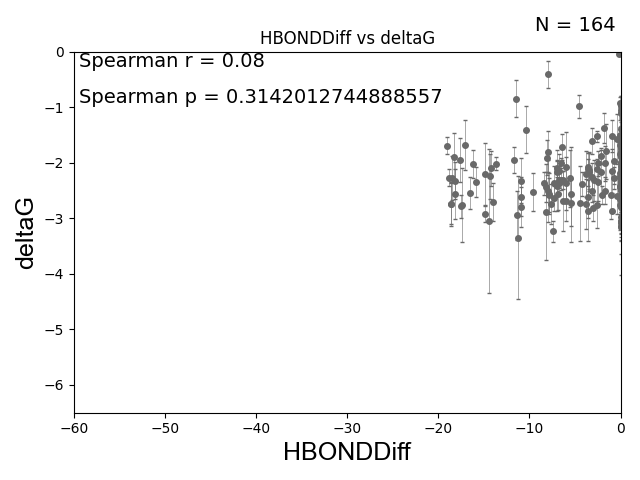 N = 164
HBONDDiff vs deltaG
Spearman r = 0.08
Spearman p = 0.3142012744888557
0
−1
−2
−3
−4
−5
−6
deltaG
−60 −50 −40 −30 −20 −10 0
HBONDDiff